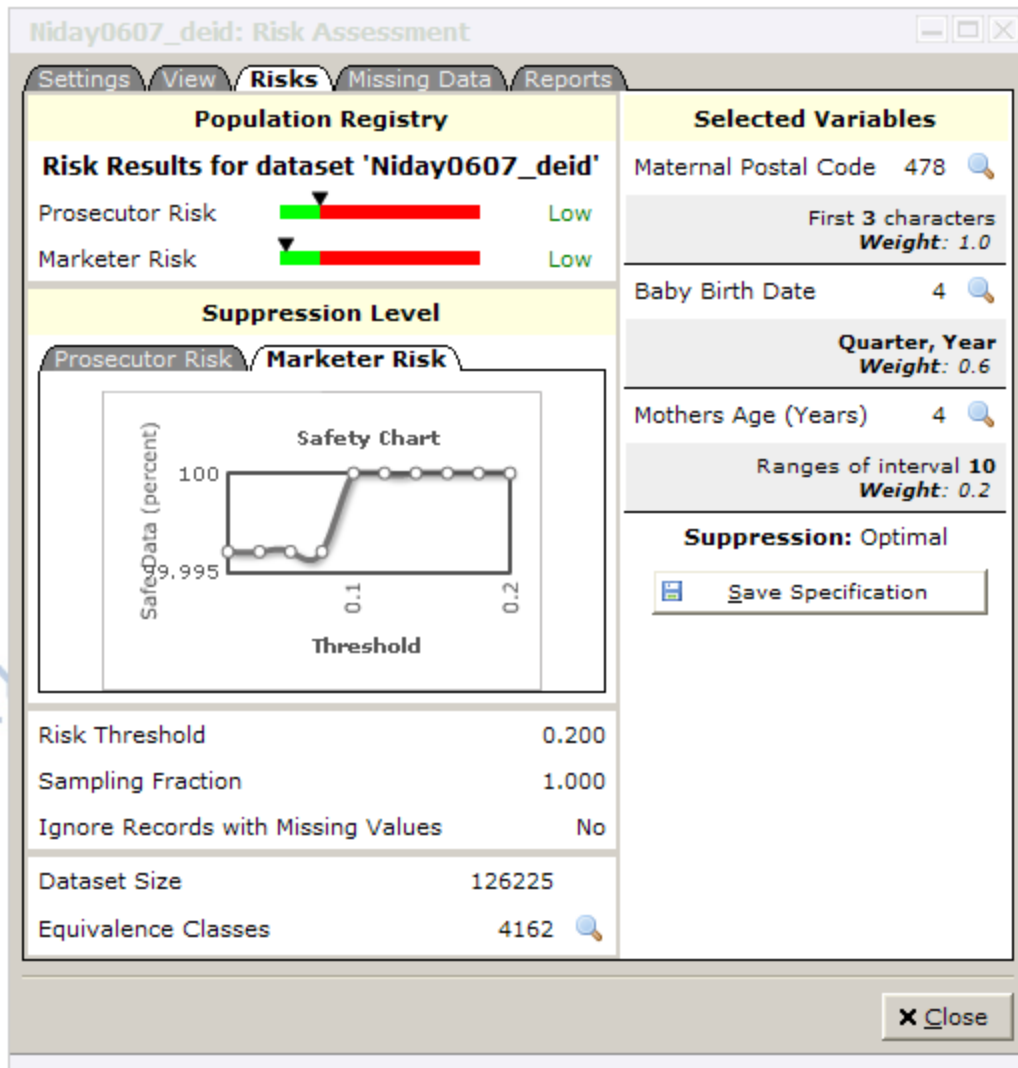 Niday0607_deid: Risk Assessment
Settings View Risks Missing Data Reports
Population Registry
Risk Results for dataset 'Niday0607_deid'
Prosecutor Risk Low
Marketer Risk Low
Suppression Level
Prosecutor Risk Marketer Risk
Safety Chart
Safe Data (percent)
100
99.995
0.1
0.2
Threshold
Risk Threshold 0.200
Sampling Fraction 1.000
Ignore Records with Missing Values No
Dataset Size 126225
Equivalence Classes 4162
Selected Variables
Maternal Postal Code 478
First 3 characters
Weight: 1.0
Baby Birth Date 4
Quarter, Year
Weight: 0.6
Mothers Age (Years) 4
Ranges of interval 10
Weight: 0.2
Suppression: Optimal
Save Specification
Close